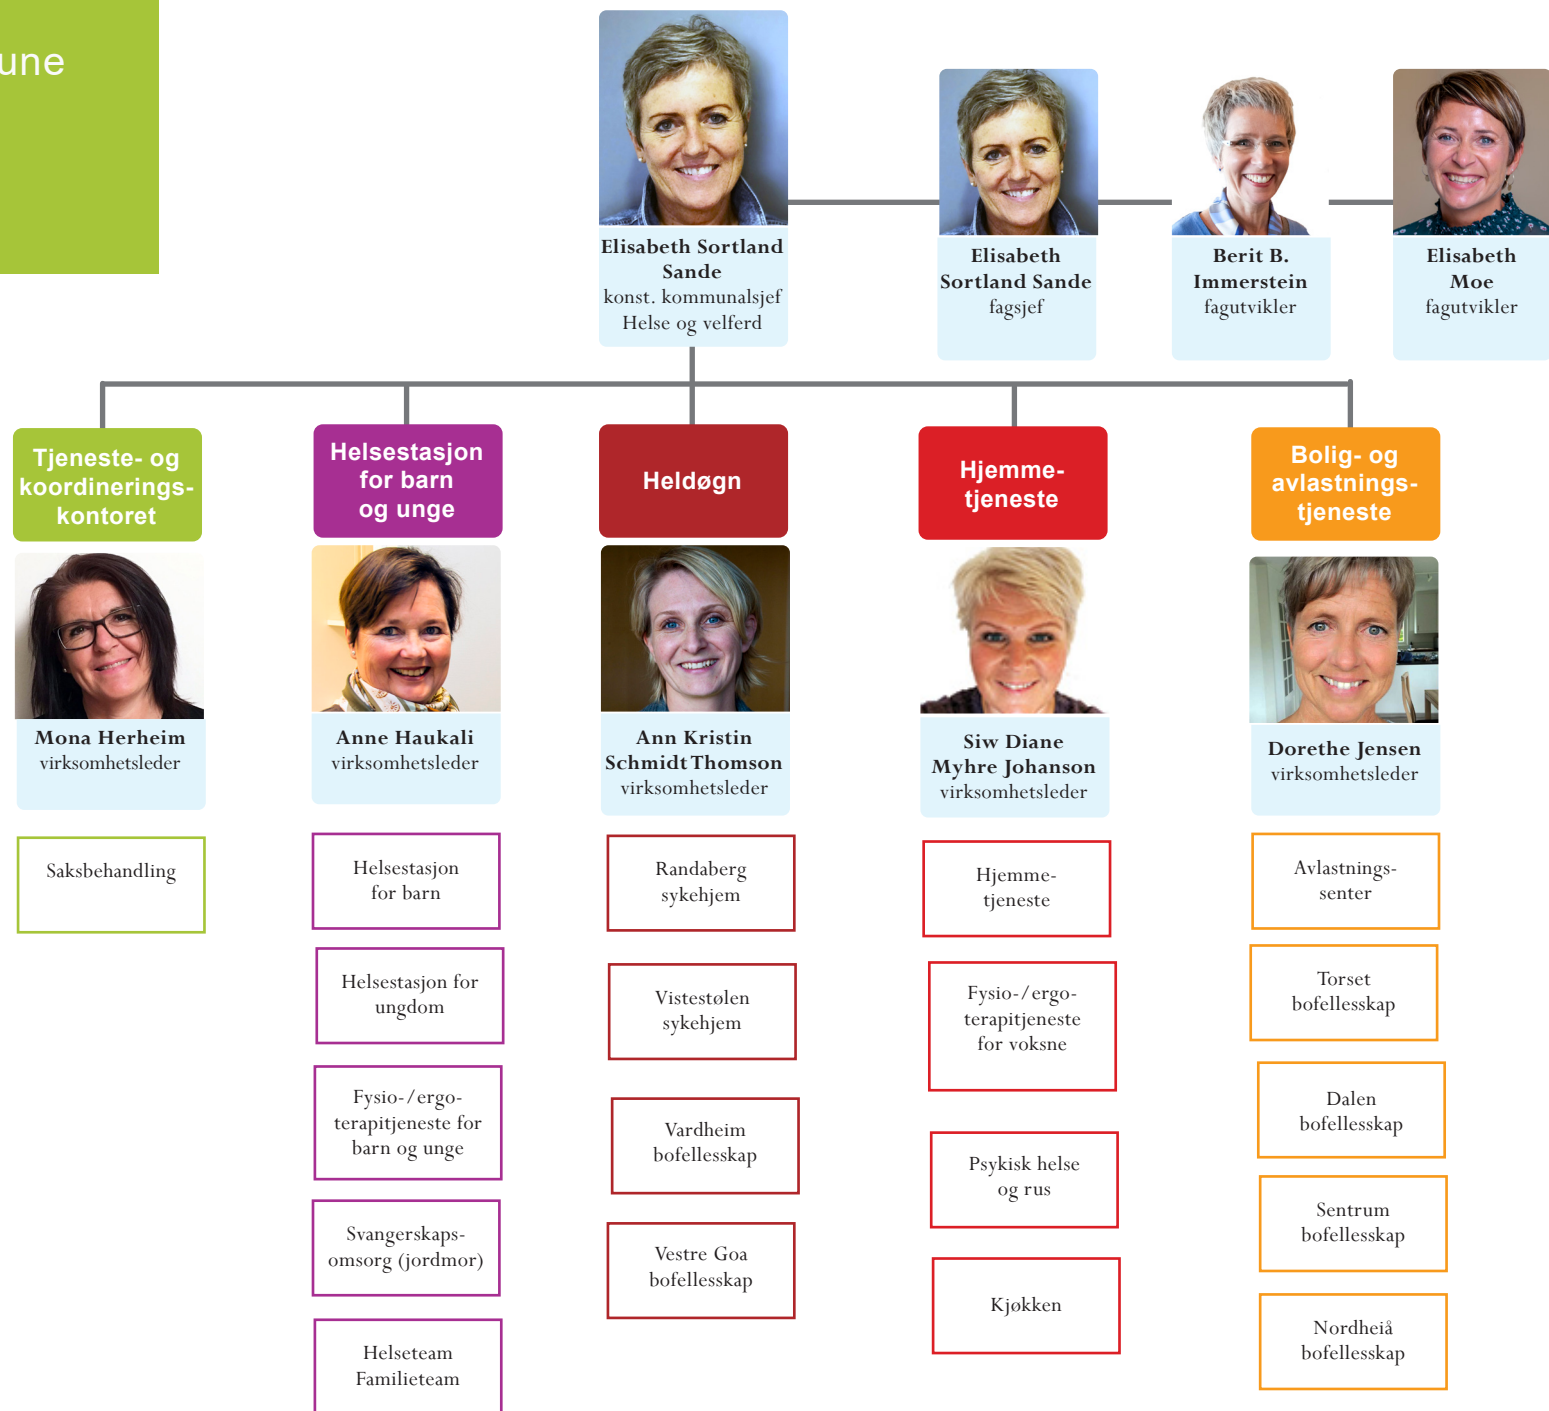 une
Elisabeth Sortland
Sande
konst. kommunalsjef
Helse og velferd
Elisabeth
Sortland Sande
fagsjef
Berit B.
Immerstein
fagutvikler
Elisabeth
Moe
fagutvikler
Tjeneste- og
koordinerings-
kontoret
Mona Herheim
virksomhetsleder
Saksbehandling
Helsestasjon
for barn
og unge
Anne Haukali
virksomhetsleder
Helsestasjon
for barn
Helsestasjon for
ungdom
Fysio-/ergo-
terapitjeneste for
barn og unge
Svangerskaps-
omsorg (jordmor)
Helseteam
Familieteam
Heldøgn
Ann Kristin
Schmidt Thomson
virksomhetsleder
Randaberg
sykehjem
Vistestølen
sykehjem
Vardheim
bofellesskap
Vestre Goa
bofellesskap
Hjemme-
tjeneste
Siw Diane
Myhre Johanson
virksomhetsleder
Hjemme-
tjeneste
Fysio-/ergo-
terapitjeneste
for voksne
Psykisk helse
og rus
Kjøkken
Bolig- og
avlastnings-
tjeneste
Dorethe Jensen
virksomhetsleder
Avlastnings-
senter
Torset
bofellesskap
Dalen
bofellesskap
Sentrum
bofellesskap
Nordheiå
bofellesskap